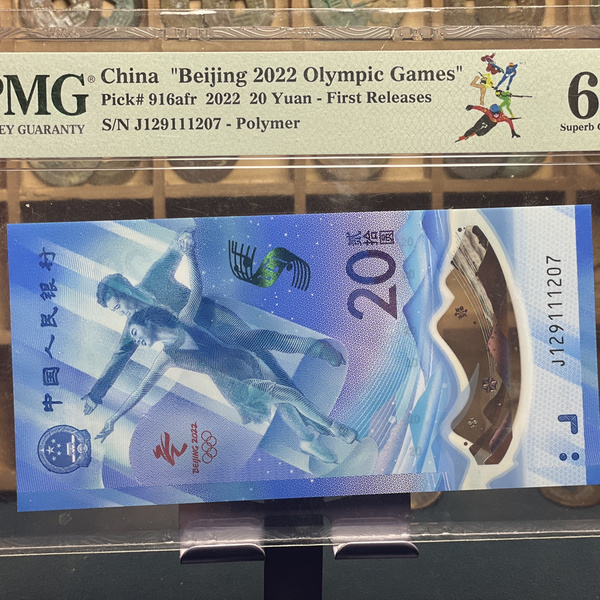 PMG®
EY GUARANTY
China "Beijing 2022 Olympic Games"
Pick# 916afr 2022 20 Yuan - First Releases
S/N J129111207 - Polymer
6
Superb G
中国人民银行
贰拾圆
20
BEIJING 2022
J129111207